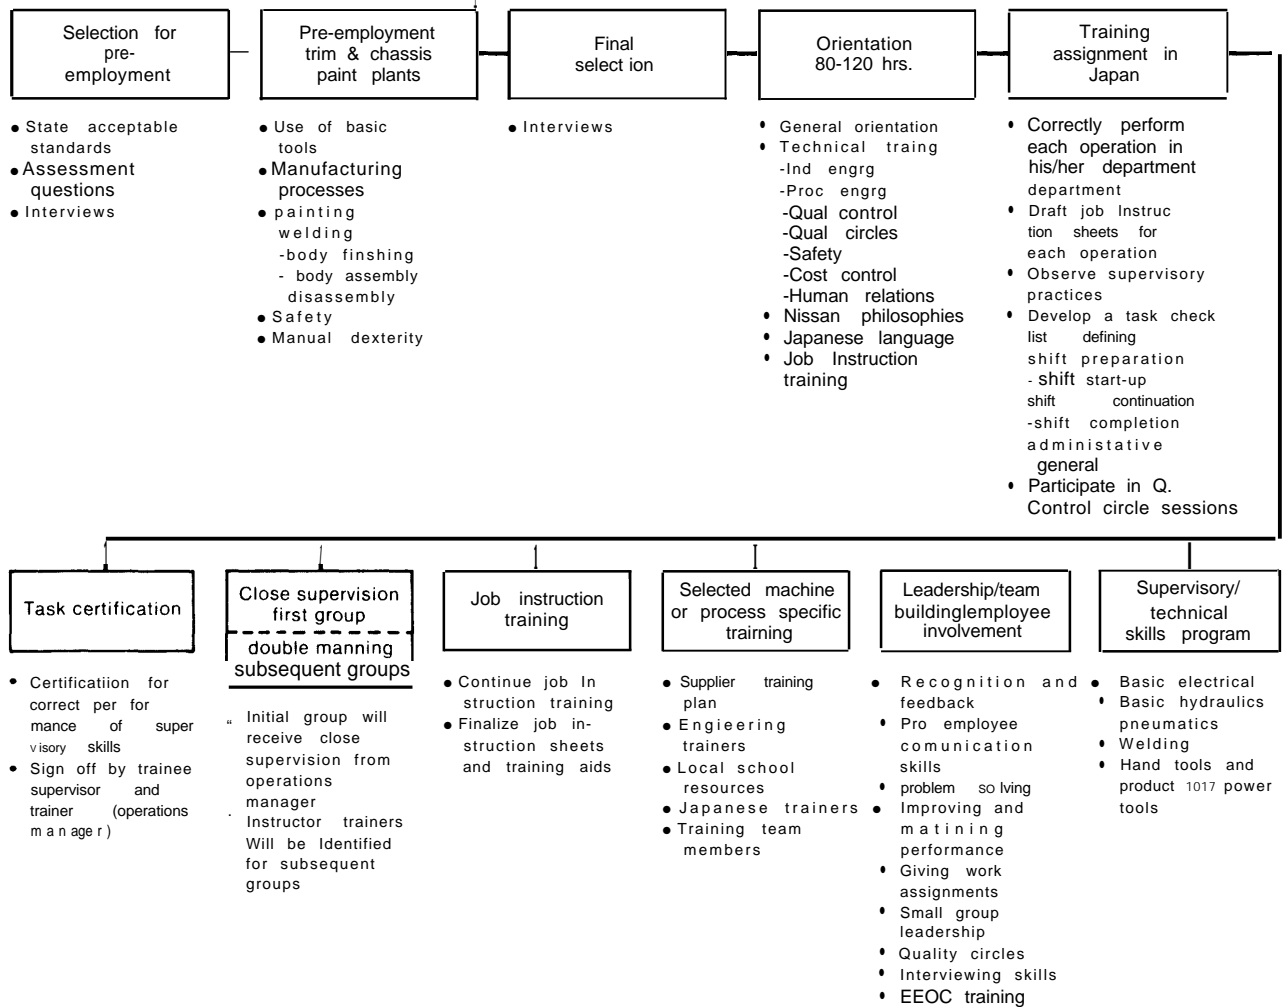 Selection for
pre-
employment
Pre-employment
trim & chassis
paint plants
Final
select ion
Orientation
80-120 hrs.
Training
assignment in
Japan
● State acceptable
standards
● Assessment
questions
● Interviews
● Use of basic
tools
● Manufacturing
processes
● painting
welding
-body finshing
- body assembly
disassembly
● Safety
● Manual dexterity
● Interviews
• General orientation
• Technical traing
-Ind engrg
-Proc engrg
-Qual control
-Qual circles
-Safety
-Cost control
-Human relations
• Nissan philosophies
• Japanese language
• Job Instruction
training
• Correctly perform
each operation in
his/her department
department
• Draft job Instruc
tion sheets for
each operation
• Observe supervisory
practices
• Develop a task check
list defining
shift preparation
- shift start-up
shift continuation
-shift completion
administative
general
• Participate in Q.
Control circle sessions
Task certification
Close supervision
first group
double manning
subsequent groups
Job instruction
training
Selected machine
or process specific
trairning
Leadership/team
buildinglemployee
involvement
Supervisory/
technical
skills program
• Certificatiion for
correct per for
mance of super
visory skills
• Sign off by trainee
supervisor and
trainer (operations
manager)
“ Initial group will
receive close
supervision from
operations
manager
. Instructor trainers
Will be Identified
for subsequent
groups
● Continue job In
struction training
● Finalize job in-
struction sheets
and training aids
● Supplier training
plan
● Engieering
trainers
● Local school
resources
● Japanese trainers
● Training team
members
● Recognition and
feedback
• Pro employee
comunication
skills
• problem so lving
● Improving and
matining
performance
• Giving work
assignments
• Small group
leadership
• Quality circles
• Interviewing skills
• EEOC training
● Basic electrical
• Basic hydraulics
pneumatics
• Welding
• Hand tools and
product 1017 power
tools